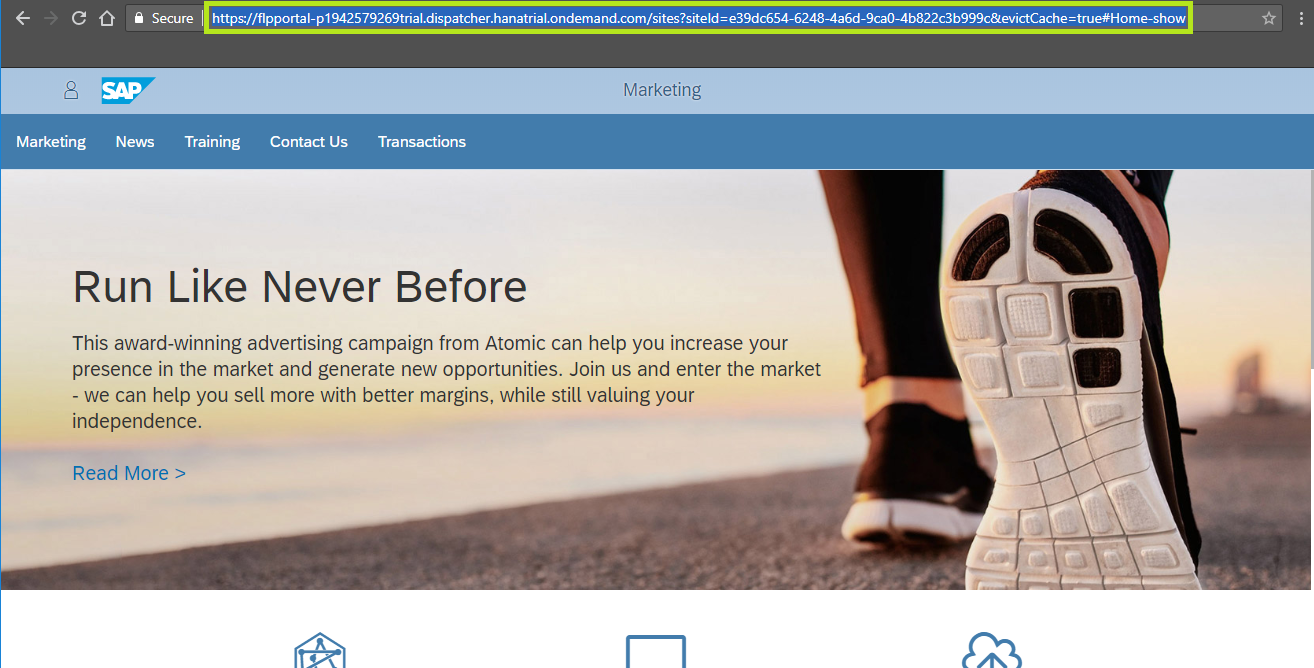 Secure https://flpportal-p1942579269trial.dispatcher.hanatrial.ondemand.com/sites?siteId=e39dc654-6248-4a6d-9ca0-4b822c3b999c&evictCache=true#Home-show
SAP Marketing
Marketing News Training Contact Us Transactions
Run Like Never Before
This award-winning advertising campaign from Atomic can help you increase your
presence in the market and generate new opportunities. Join us and enter the market
- we can help you sell more with better margins, while still valuing your
independence.
Read More >